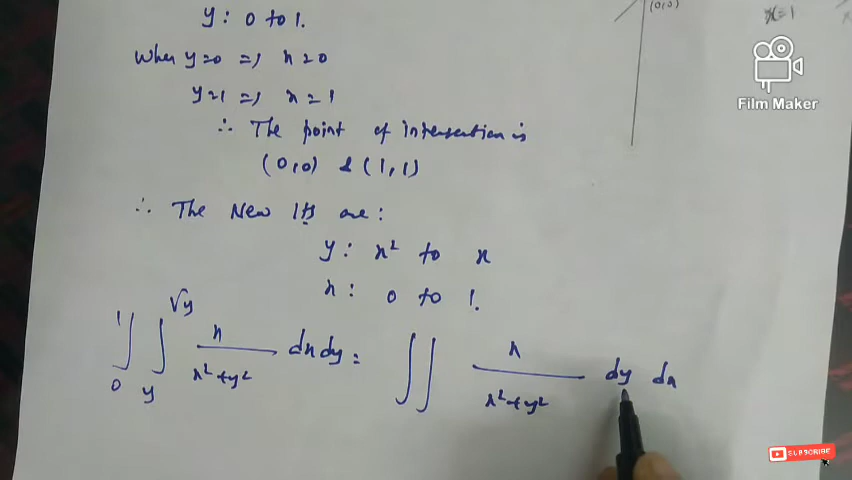 y : 0 to 1.
(0,0)
x=1
When y=0 => x=0
y=1 => x=1
Film Maker
∴ The point of intersection is
(0,0) & (1,1)
∴ The New lts are:
y: x² to x
x: 0 to 1.
∫₀¹ ∫_y^√y x/(x²+y²) dx dy = ∫∫ x/(x²+y²) dy dx
SUBSCRIBE